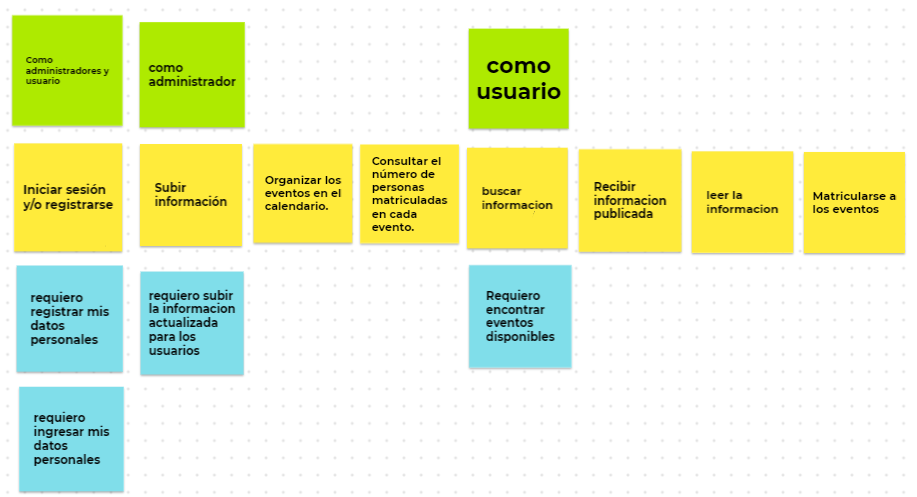 Como
administradores y
usuario
como
administrador
como
usuario
Iniciar sesión
y/o registrarse
Subir
información
Organizar los
eventos en el
calendario.
Consultar el
número de
personas
matriculadas
en cada
evento.
buscar
informacion
Recibir
informacion
publicada
leer la
informacion
Matricularse a
los eventos
requiero
registrar mis
datos
personales
requiero subir
la informacion
actualizada
para los
usuarios
Requiero
encontrar
eventos
disponibles
requiero
ingresar mis
datos
personales